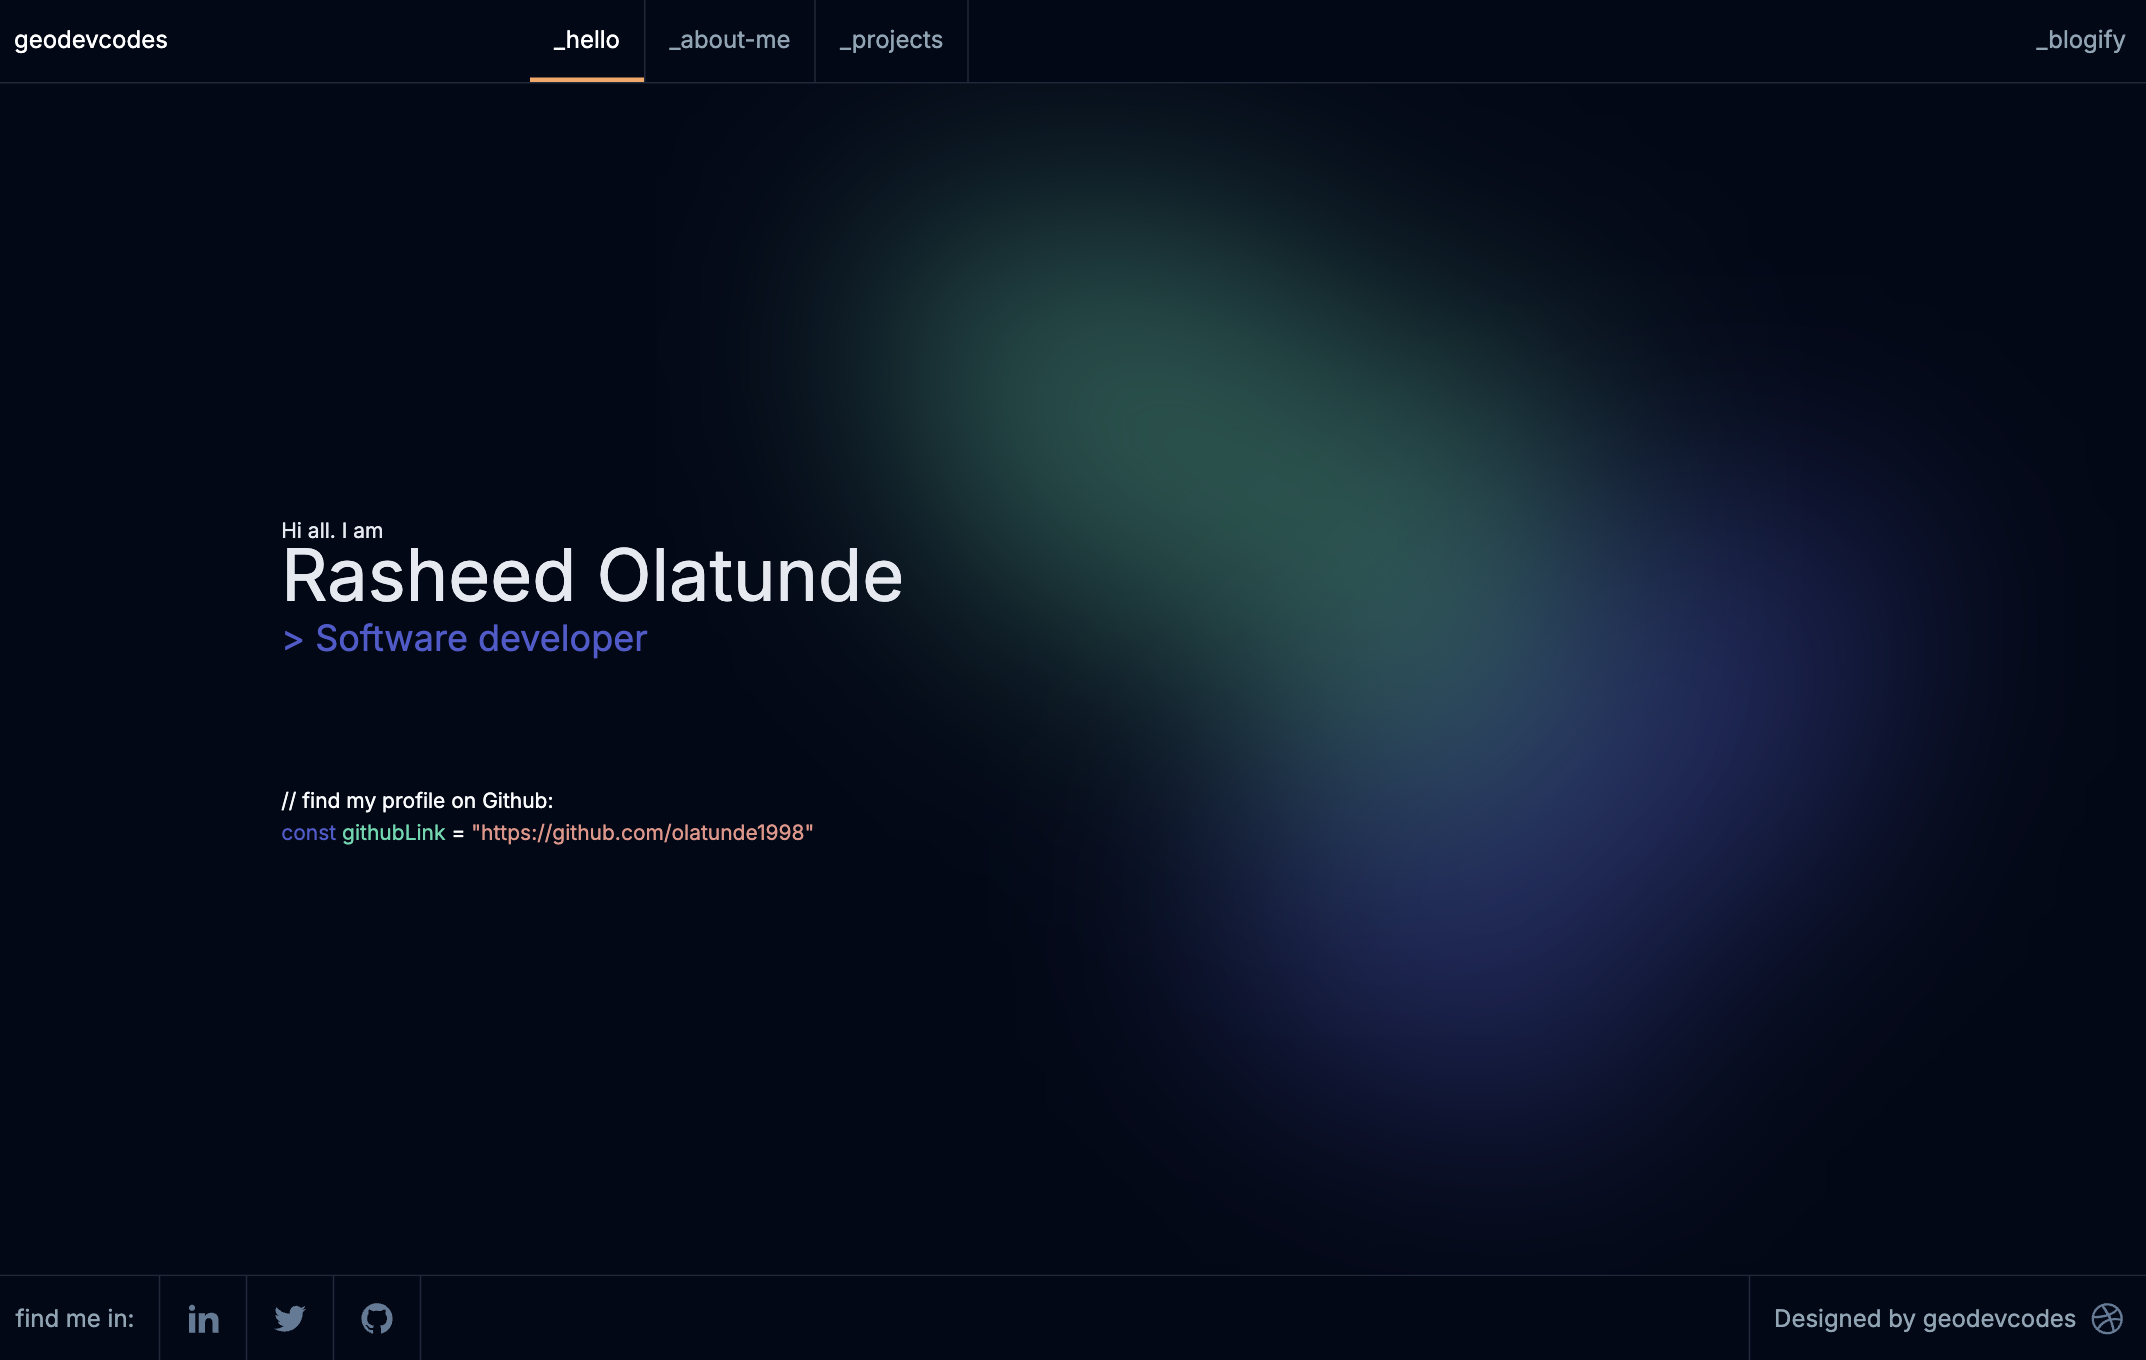 geodevcodes
_hello
_about-me
_projects
_blogify
Hi all. I am
Rasheed Olatunde
> Software developer
// find my profile on Github:
const githubLink = "https://github.com/olatunde1998"
find me in:
in
Designed by geodevcodes